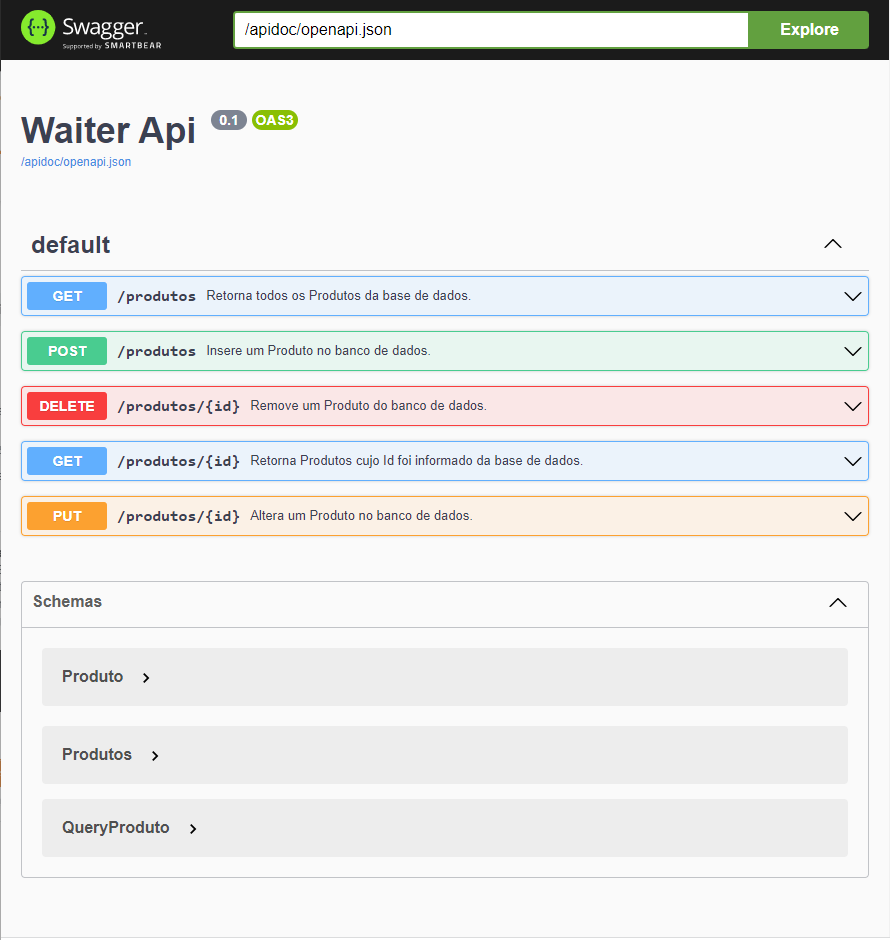 {...} Swagger.
Supported by SMARTBEAR
/apidoc/openapi.json
Explore
Waiter Api 0.1 OAS3
/apidoc/openapi.json
default
GET /produtos Retorna todos os Produtos da base de dados.
POST /produtos Insere um Produto no banco de dados.
DELETE /produtos/{id} Remove um Produto do banco de dados.
GET /produtos/{id} Retorna Produtos cujo Id foi informado da base de dados.
PUT /produtos/{id} Altera um Produto no banco de dados.
Schemas
Produto
Produtos
QueryProduto